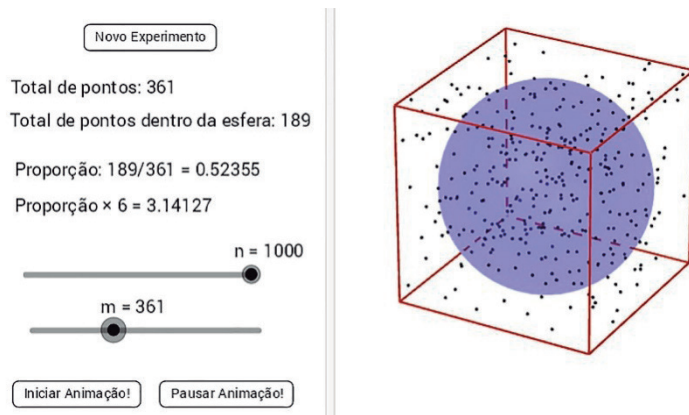 Novo Experimento
Total de pontos: 361
Total de pontos dentro da esfera: 189
Proporção: 189/361 = 0.52355
Proporção × 6 = 3.14127
n = 1000
m = 361
Iniciar Animação! Pausar Animação!